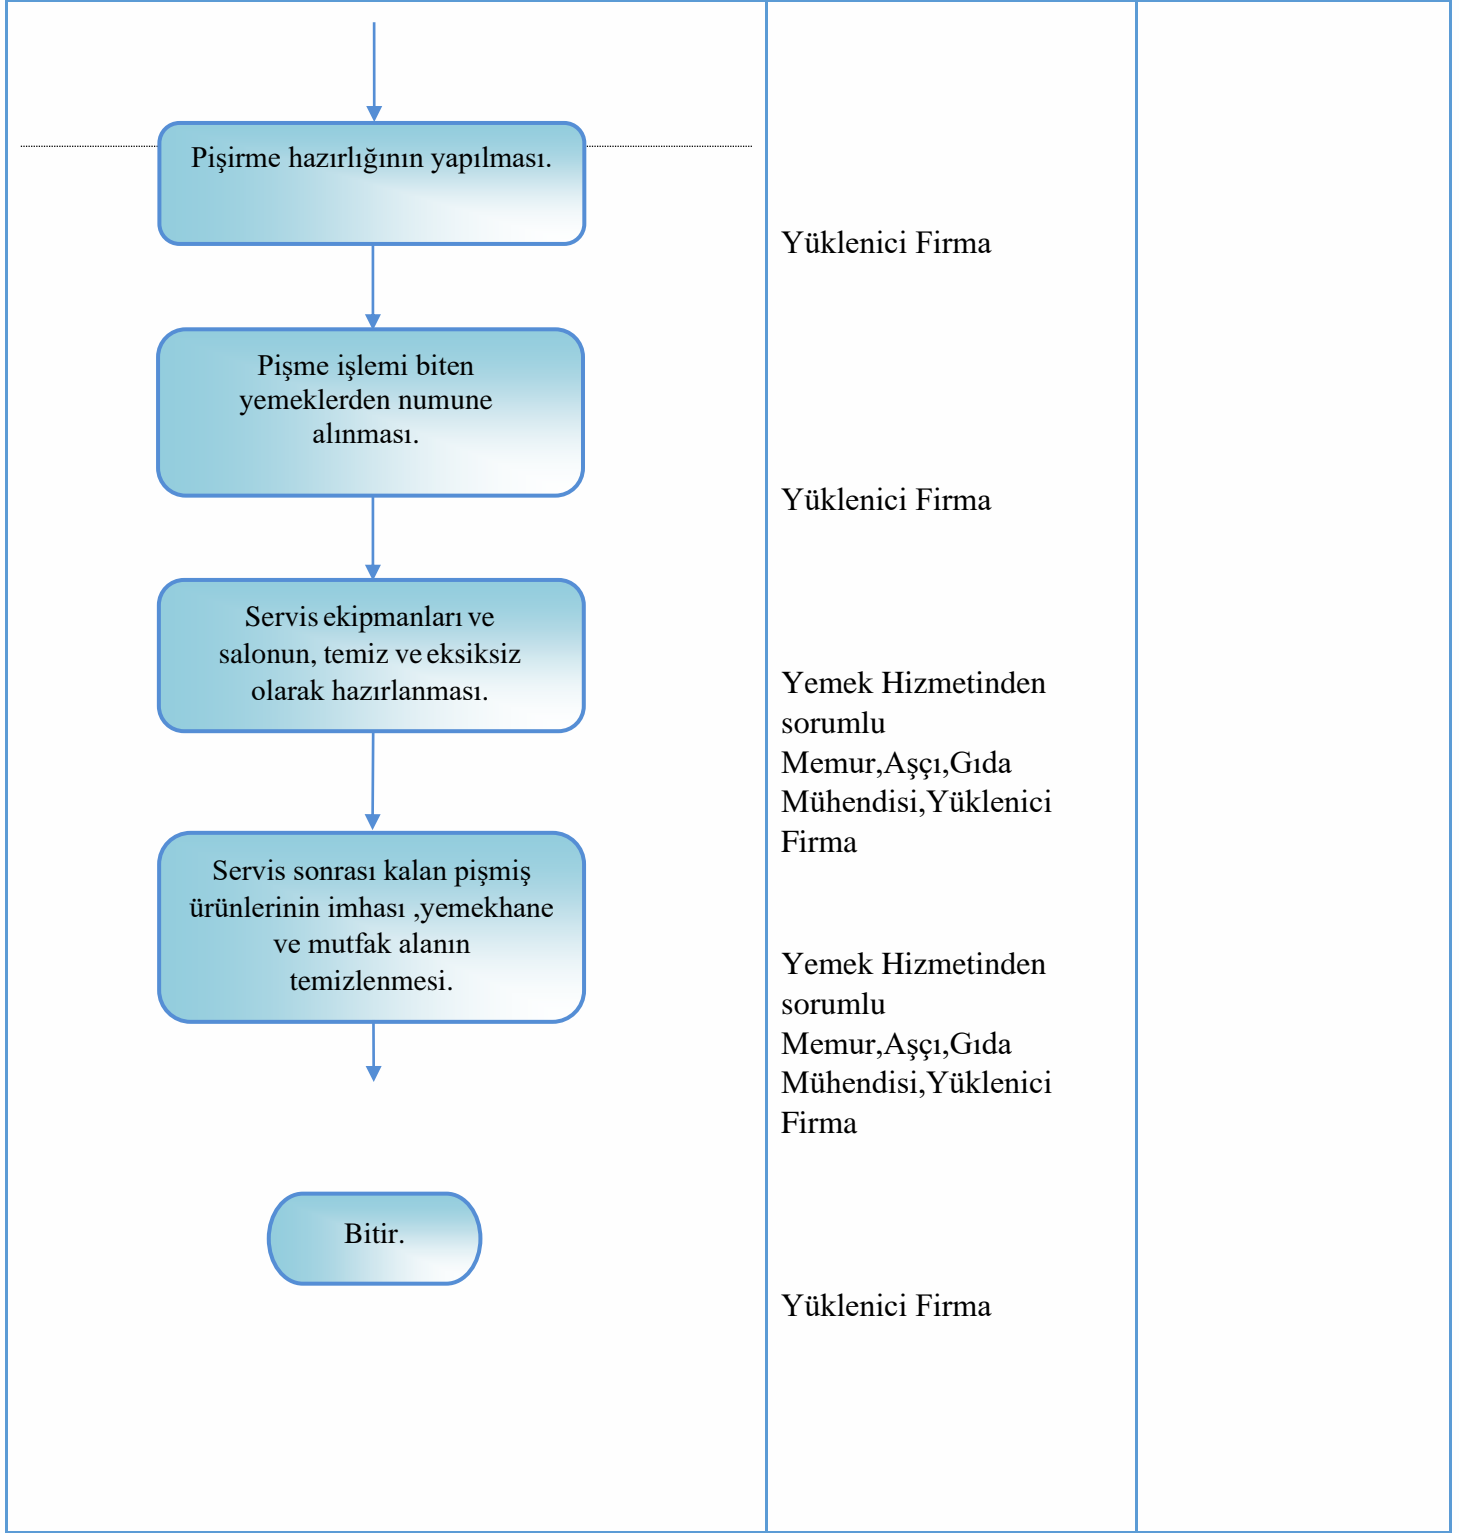 Pişirme hazırlığının yapılması.
Yüklenici Firma
Pişme işlemi biten
yemeklerden numune
alınması.
Yüklenici Firma
Servis ekipmanları ve
salonun, temiz ve eksiksiz
olarak hazırlanması.
Yemek Hizmetinden
sorumlu
Memur,Aşçı,Gıda
Mühendisi,Yüklenici
Firma
Servis sonrası kalan pişmiş
ürünlerinin imhası ,yemekhane
ve mutfak alanın
temizlenmesi.
Yemek Hizmetinden
sorumlu
Memur,Aşçı,Gıda
Mühendisi,Yüklenici
Firma
Bitir.
Yüklenici Firma